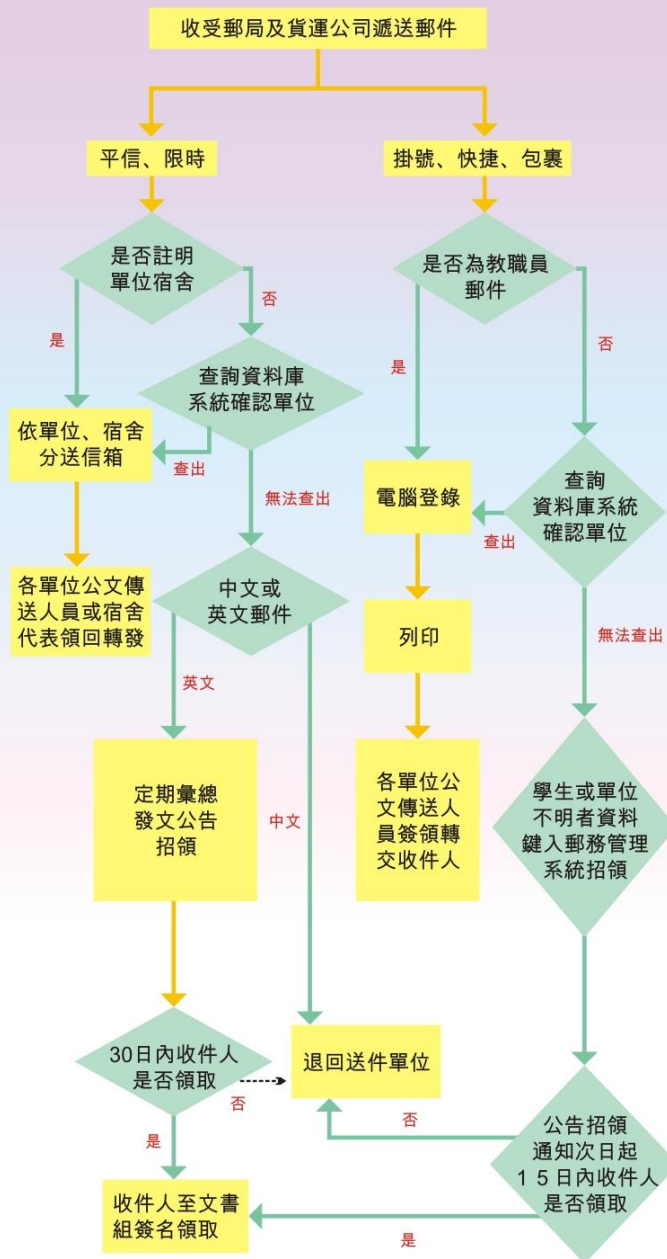 收受郵局及貨運公司遞送郵件
平信、限時
掛號、快捷、包裹
是否註明
單位宿舍
是否為教職員
郵件
是
否
是
否
查詢資料庫
系統確認單位
依單位、宿舍
分送信箱
查出
無法查出
電腦登錄
查出
查詢
資料庫系統
確認單位
無法查出
各單位公文傳
送人員或宿舍
代表領回轉發
中文或
英文郵件
列印
英文
中文
定期彙總
發文公告
招領
各單位公
文傳送人
員簽領轉
交收件人
學生或單位
不明者資料
鍵入郵務管理
系統招領
30日內收件人
是否領取
否
是
退回送件單位
否
公告招領
通知次日起
15日內收件人
是否領取
是
收件人至文書
組簽名領取